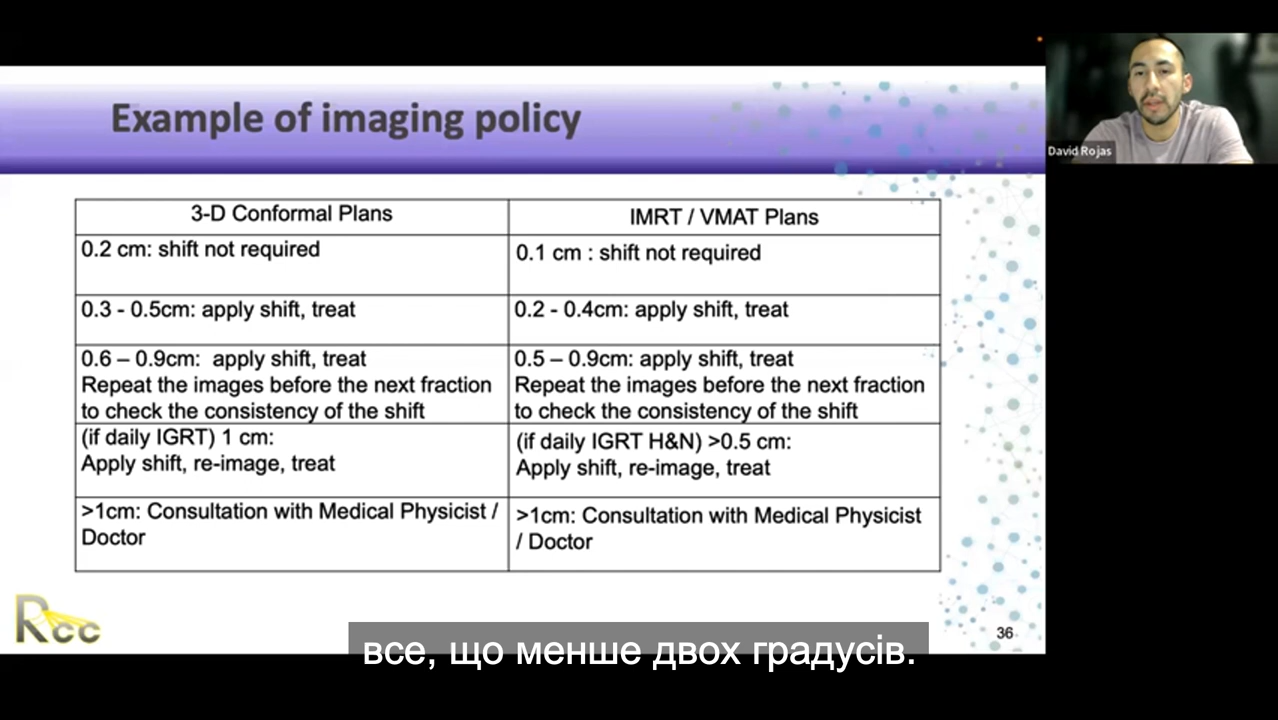 Example of imaging policy
David Rojas
3-D Conformal Plans
IMRT / VMAT Plans
0.2 cm: shift not required
0.1 cm : shift not required
0.3 - 0.5cm: apply shift, treat
0.2 - 0.4cm: apply shift, treat
0.6 – 0.9cm:  apply shift, treat
Repeat the images before the next fraction
to check the consistency of the shift
0.5 – 0.9cm: apply shift, treat
Repeat the images before the next fraction
to check the consistency of the shift
(if daily IGRT) 1 cm:
Apply shift, re-image, treat
(if daily IGRT H&N) >0.5 cm:
Apply shift, re-image, treat
>1cm: Consultation with Medical Physicist /
Doctor
>1cm: Consultation with Medical Physicist
/ Doctor
Rcc
36
все, що менше двох градусів.